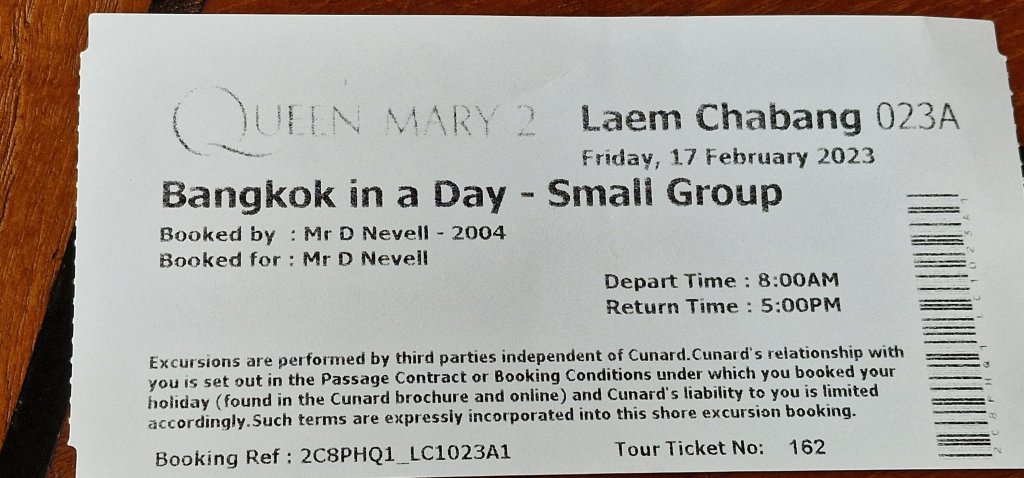 QUEEN MARY 2
Laem Chabang 023A
Friday, 17 February 2023
Bangkok in a Day - Small Group
Booked by : Mr D Nevell - 2004
Booked for : Mr D Nevell
Depart Time : 8:00AM
Return Time : 5:00PM
Excursions are performed by third parties independent of Cunard.Cunard's relationship with
you is set out in the Passage Contract or Booking Conditions under which you booked your
holiday (found in the Cunard brochure and online) and Cunard's liability to you is limited
accordingly.Such terms are expressly incorporated into this shore excursion booking.
Booking Ref : 2C8PHQ1_LC1023A1
Tour Ticket No: 162